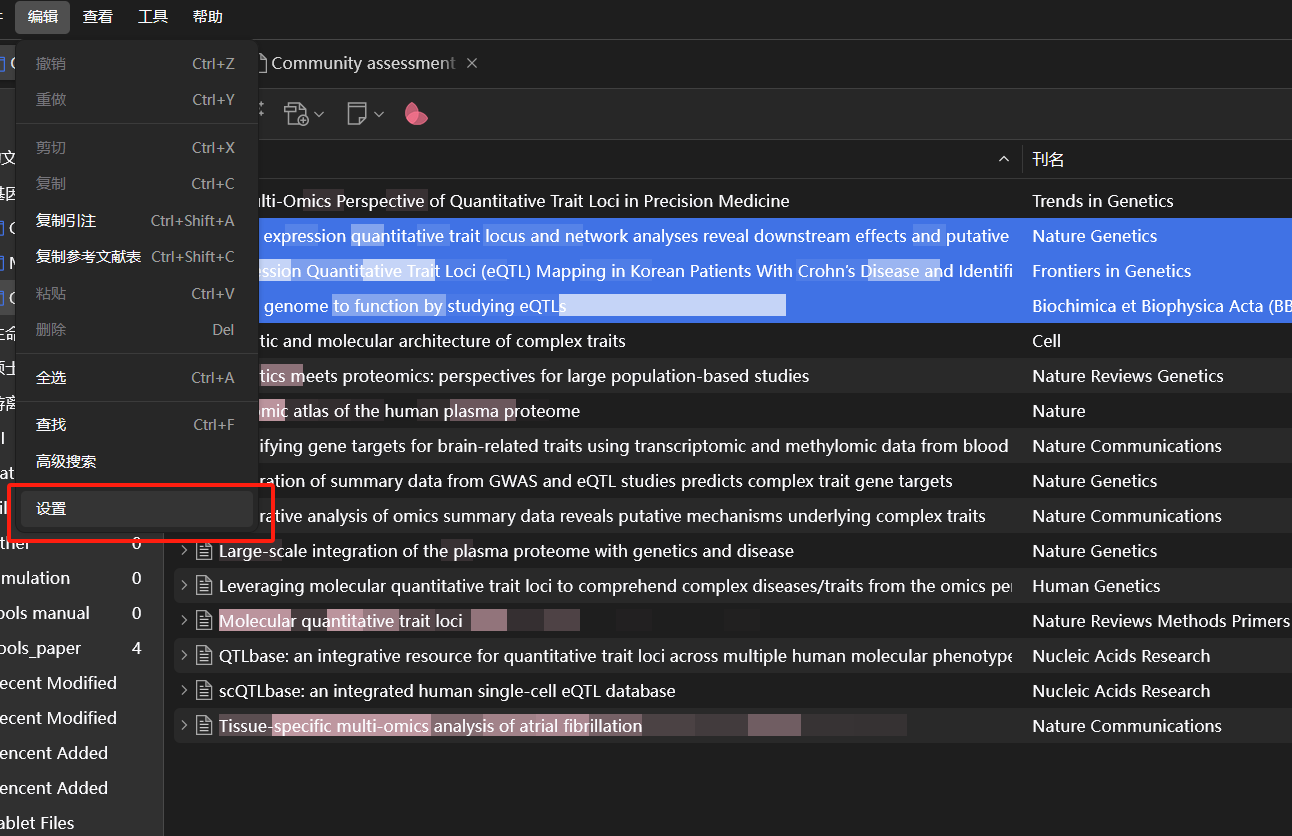 编辑 查看 工具 帮助
Community assessment
撤销 Ctrl+Z
重做 Ctrl+Y
剪切 Ctrl+X
复制 Ctrl+C
复制引注 Ctrl+Shift+A
复制参考文献表 Ctrl+Shift+C
粘贴 Ctrl+V
删除 Del
全选 Ctrl+A
查找 Ctrl+F
高级搜索
设置
刊名
lti-Omics Perspective of Quantitative Trait Loci in Precision Medicine Trends in Genetics
expression quantitative trait locus and network analyses reveal downstream effects and putative Nature Genetics
ession Quantitative Trait Loci (eQTL) Mapping in Korean Patients With Crohn's Disease and Identifi Frontiers in Genetics
genome to function by studying eQTLs Biochimica et Biophysica Acta (BB
tic and molecular architecture of complex traits Cell
tics meets proteomics: perspectives for large population-based studies Nature Reviews Genetics
omic atlas of the human plasma proteome Nature
ifying gene targets for brain-related traits using transcriptomic and methylomic data from blood Nature Communications
ration of summary data from GWAS and eQTL studies predicts complex trait gene targets Nature Genetics
rative analysis of omics summary data reveals putative mechanisms underlying complex traits Nature Communications
Large-scale integration of the plasma proteome with genetics and disease Nature Genetics
Leveraging molecular quantitative trait loci to comprehend complex diseases/traits from the omics per Human Genetics
Molecular quantitative trait loci Nature Reviews Methods Primers
QTLbase: an integrative resource for quantitative trait loci across multiple human molecular phenotype Nucleic Acids Research
scQTLbase: an integrated human single-cell eQTL database Nucleic Acids Research
Tissue-specific multi-omics analysis of atrial fibrillation Nature Communications
ther 0
mulation 0
ools manual 0
ools_paper 4
ecent Modified
ecent Modified
encent Added
encent Added
ablet Files